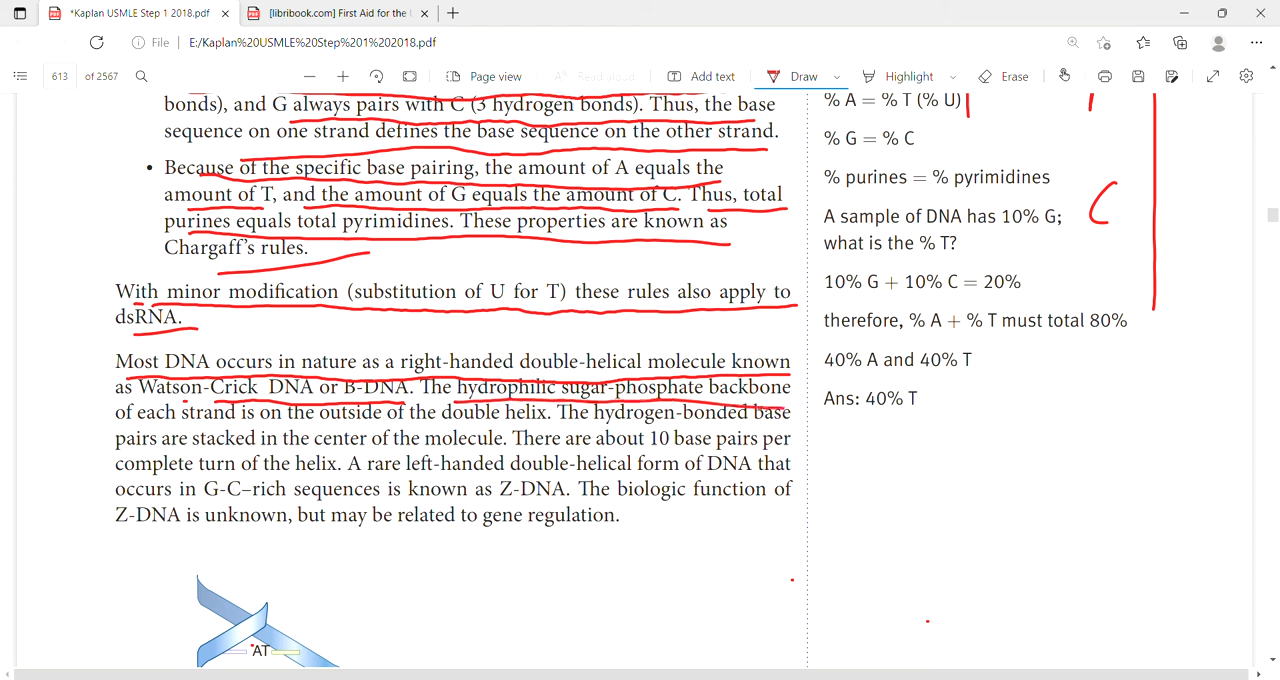 *Kaplan USMLE Step 1 2018.pdf
[libribook.com] First Aid for the
File
E:/Kaplan%20USMLE%20Step%201%202018.pdf
613 of 2567
Page view
Read aloud
Add text
Draw
Highlight
Erase
bonds), and G always pairs with C (3 hydrogen bonds). Thus, the base
sequence on one strand defines the base sequence on the other strand.
• Because of the specific base pairing, the amount of A equals the
amount of T, and the amount of G equals the amount of C. Thus, total
purines equals total pyrimidines. These properties are known as
Chargaff’s rules.
With minor modification (substitution of U for T) these rules also apply to
dsRNA.
Most DNA occurs in nature as a right-handed double-helical molecule known
as Watson-Crick DNA or B-DNA. The hydrophilic sugar-phosphate backbone
of each strand is on the outside of the double helix. The hydrogen-bonded base
pairs are stacked in the center of the molecule. There are about 10 base pairs per
complete turn of the helix. A rare left-handed double-helical form of DNA that
occurs in G-C–rich sequences is known as Z-DNA. The biologic function of
Z-DNA is unknown, but may be related to gene regulation.
AT
% A = % T (% U)
% G = % C
% purines = % pyrimidines
A sample of DNA has 10% G;
what is the % T?
10% G + 10% C = 20%
therefore, % A + % T must total 80%
40% A and 40% T
Ans: 40% T